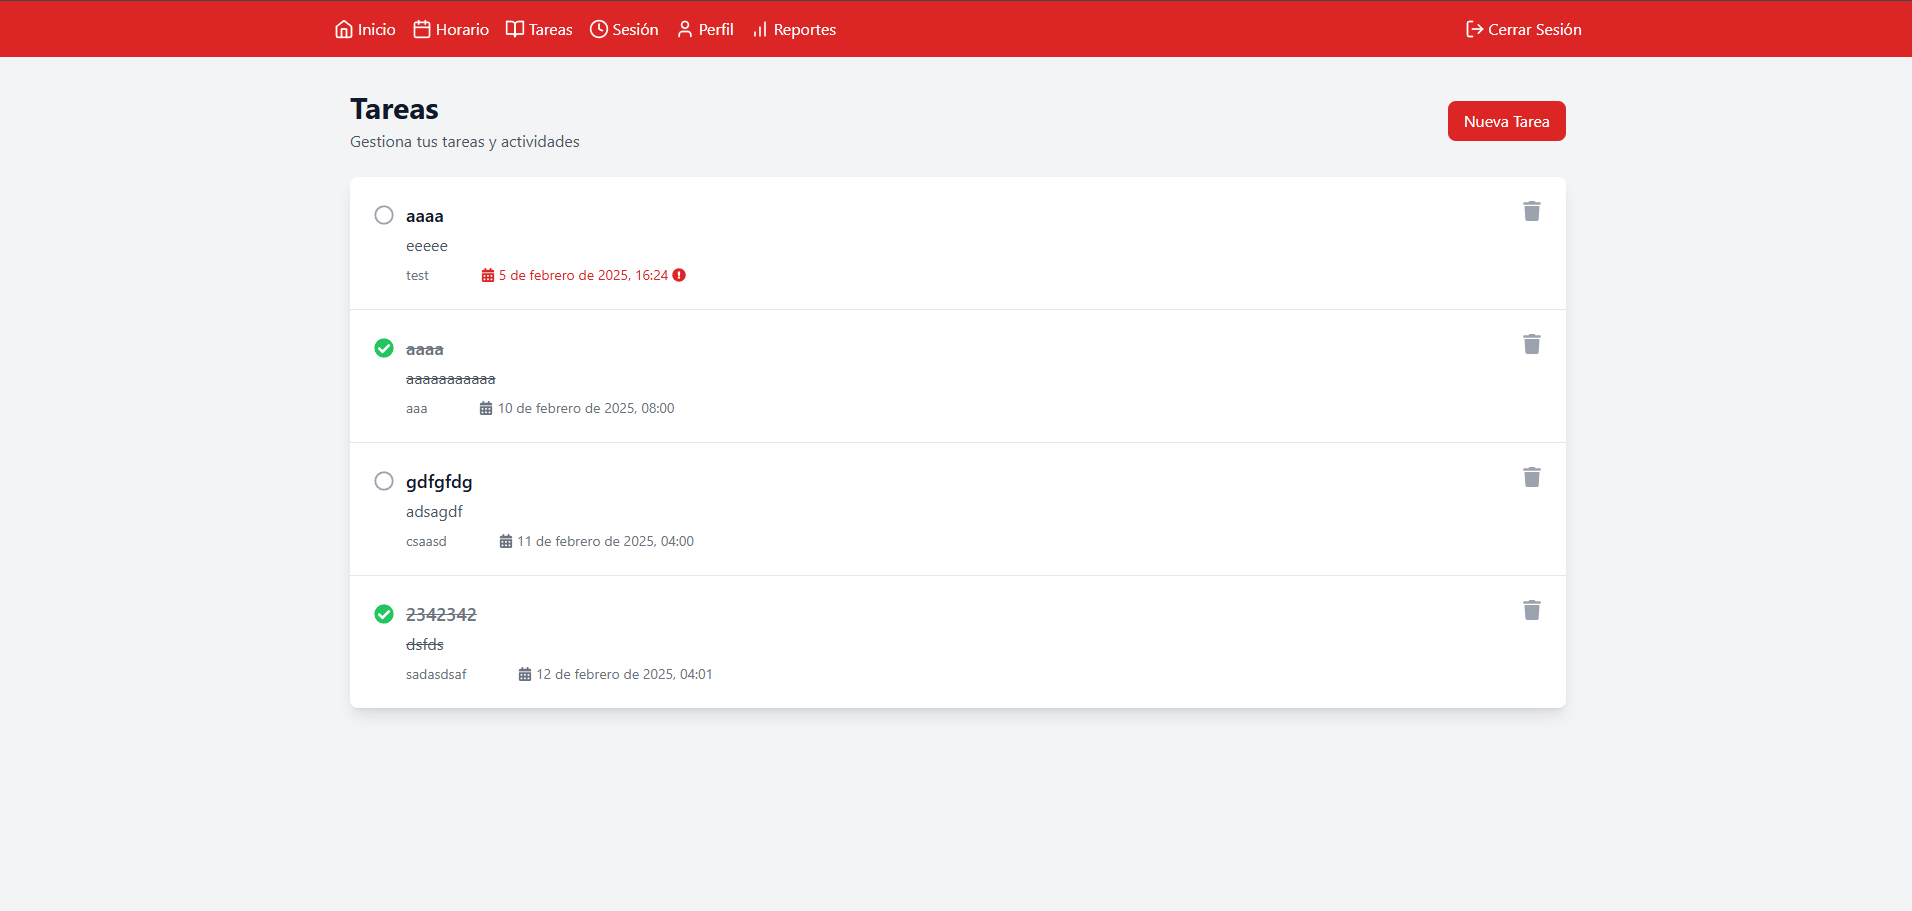 Inicio Horario Tareas Sesión Perfil Reportes Cerrar Sesión
Tareas
Gestiona tus tareas y actividades
Nueva Tarea
aaaa
eeeee
test 5 de febrero de 2025, 16:24
aaaa
aaaaaaaaaaa
aaa 10 de febrero de 2025, 08:00
gdfgfdg
adsagdf
csaasd 11 de febrero de 2025, 04:00
2342342
dsfds
sadasdsaf 12 de febrero de 2025, 04:01